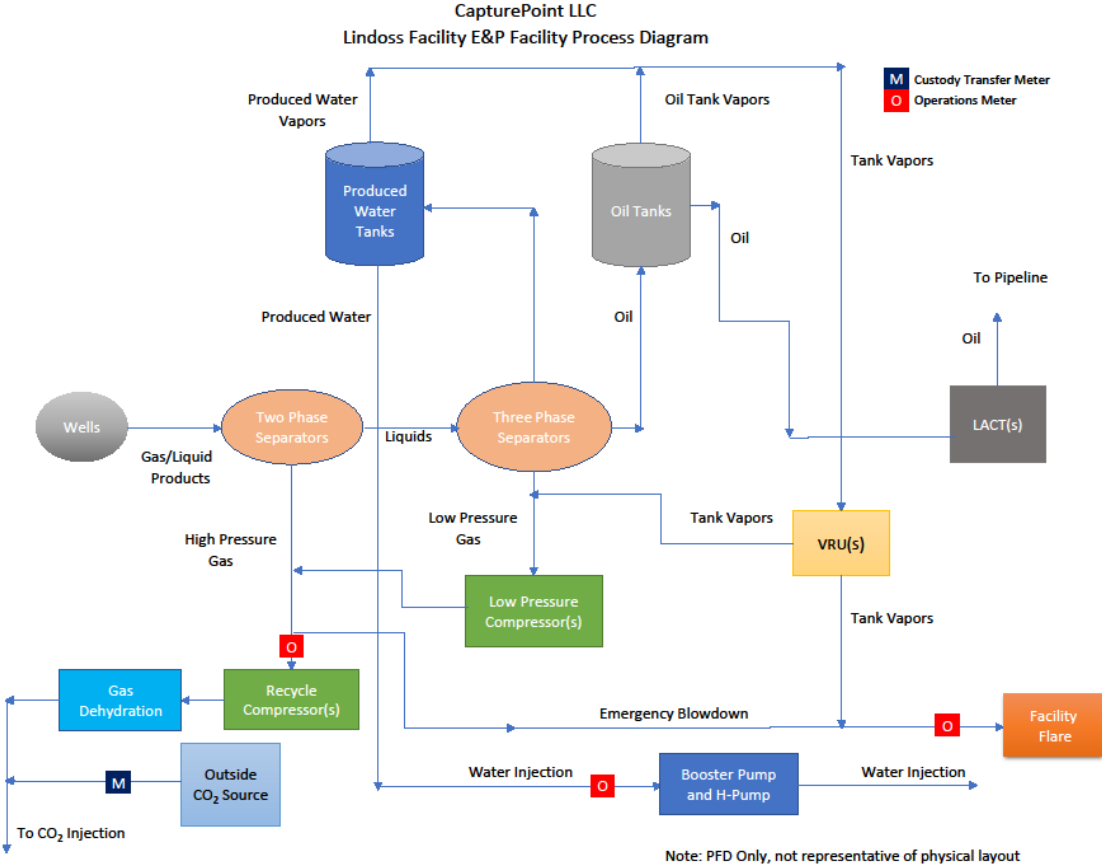 CapturePoint LLC
Lindoss Facility E&P Facility Process Diagram
M Custody Transfer Meter
O Operations Meter
Produced Water
Vapors
Oil Tank Vapors
Tank Vapors
Produced
Water
Tanks
Oil Tanks
Oil
To Pipeline
Produced Water
Oil
Oil
Wells
Two Phase
Separators
Liquids
Three Phase
Separators
LACT(s)
Gas/Liquid
Products
High Pressure
Gas
Low Pressure
Gas
Tank Vapors
VRU(s)
Low Pressure
Compressor(s)
Tank Vapors
O
Gas
Dehydration
Recycle
Compressor(s)
Emergency Blowdown
O
Facility
Flare
M
Outside
CO₂ Source
Water Injection
O
Booster Pump
and H-Pump
Water Injection
To CO₂ Injection
Note: PFD Only, not representative of physical layout